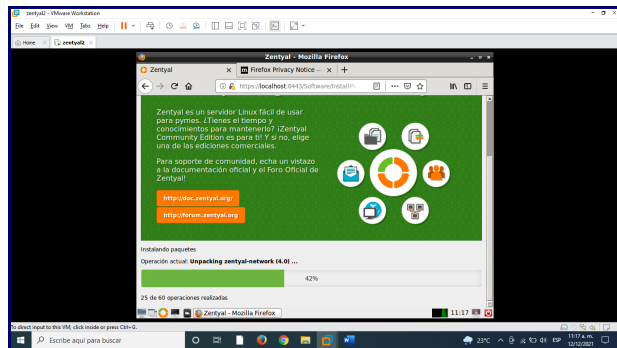 zentyal2 - VMware Workstation
File Edit View VM Tabs Help
Home zentyal2
Zentyal - Mozilla Firefox
Zentyal Firefox Privacy Notice
https://localhost:8443/Software/InstallP
Zentyal es un servidor Linux fácil de usar
para pymes. ¿Tienes el tiempo y
conocimientos para mantenerlo? ¡Zentyal
Community Edition es para ti! Y si no, elige
una de las ediciones comerciales.
Para soporte de comunidad, echa un vistazo
a la documentación oficial y el Foro Oficial de
Zentyal!
http://doc.zentyal.org/
http://forum.zentyal.org
Instalando paquetes
Operación actual: Unpacking zentyal-network (4.0) ...
42%
25 de 60 operaciones realizadas
Zentyal - Mozilla Firefox 11:17
To direct input to this VM, click inside or press Ctrl+G.
Escribe aquí para buscar
23°C ESP 11:17 a. m.
12/12/2021